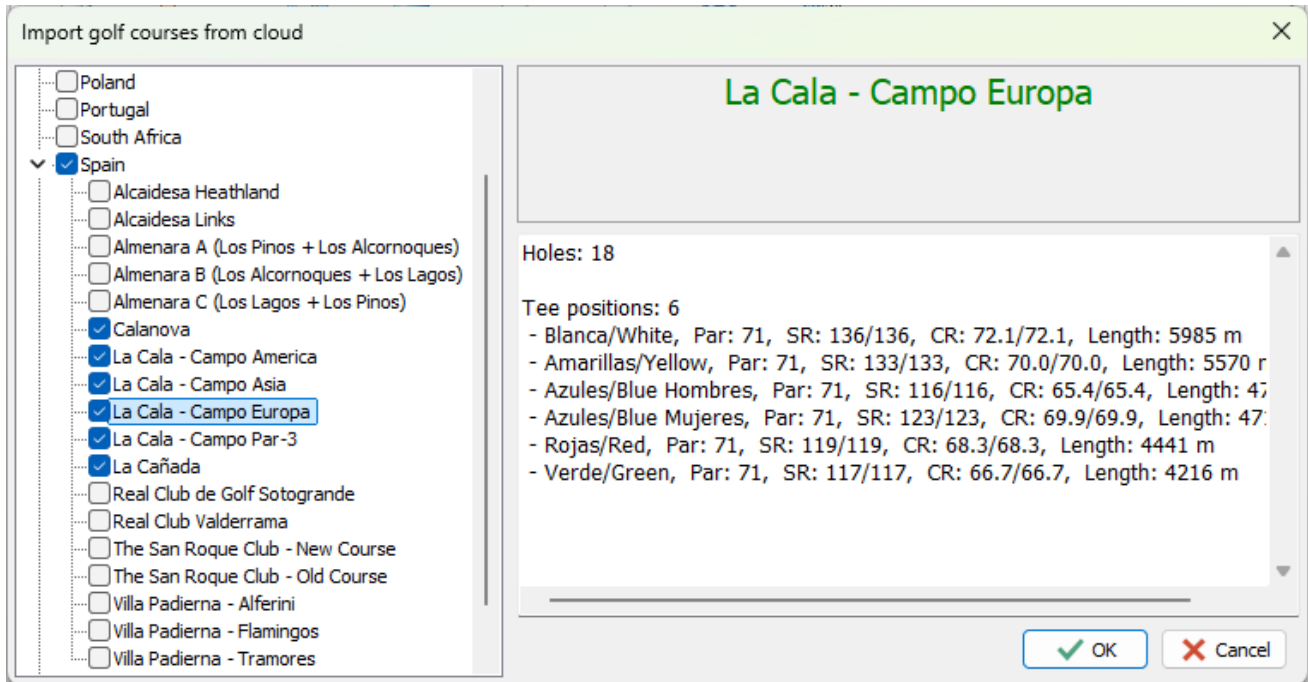 Import golf courses from cloud
Poland
Portugal
South Africa
Spain
Alcaidesa Heathland
Alcaidesa Links
Almenara A (Los Pinos + Los Alcornoques)
Almenara B (Los Alcornoques + Los Lagos)
Almenara C (Los Lagos + Los Pinos)
Calanova
La Cala - Campo America
La Cala - Campo Asia
La Cala - Campo Europa
La Cala - Campo Par-3
La Cañada
Real Club de Golf Sotogrande
Real Club Valderrama
The San Roque Club - New Course
The San Roque Club - Old Course
Villa Padierna - Alferini
Villa Padierna - Flamingos
Villa Padierna - Tramores
La Cala - Campo Europa
Holes: 18
Tee positions: 6
- Blanca/White, Par: 71, SR: 136/136, CR: 72.1/72.1, Length: 5985 m
- Amarillas/Yellow, Par: 71, SR: 133/133, CR: 70.0/70.0, Length: 5570
- Azules/Blue Hombres, Par: 71, SR: 116/116, CR: 65.4/65.4, Length:
- Azules/Blue Mujeres, Par: 71, SR: 123/123, CR: 69.9/69.9, Length:
- Rojas/Red, Par: 71, SR: 119/119, CR: 68.3/68.3, Length: 4441 m
- Verde/Green, Par: 71, SR: 117/117, CR: 66.7/66.7, Length: 4216 m
OK
Cancel